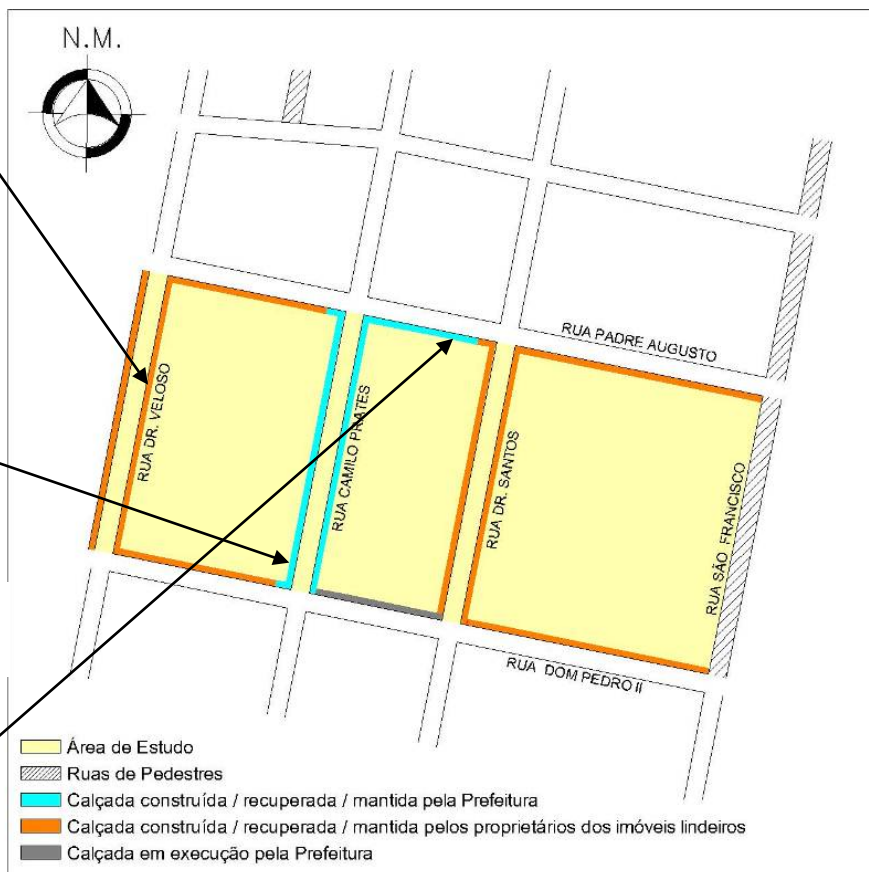 N.M.
RUA PADRE AUGUSTO
RUA DR. VELOSO
RUA CAMILO PRATES
RUA DR. SANTOS
RUA SÃO FRANCISCO
RUA DOM PEDRO II
Área de Estudo
Ruas de Pedestres
Calçada construída / recuperada / mantida pela Prefeitura
Calçada construída / recuperada / mantida pelos proprietários dos imóveis lindeiros
Calçada em execução pela Prefeitura